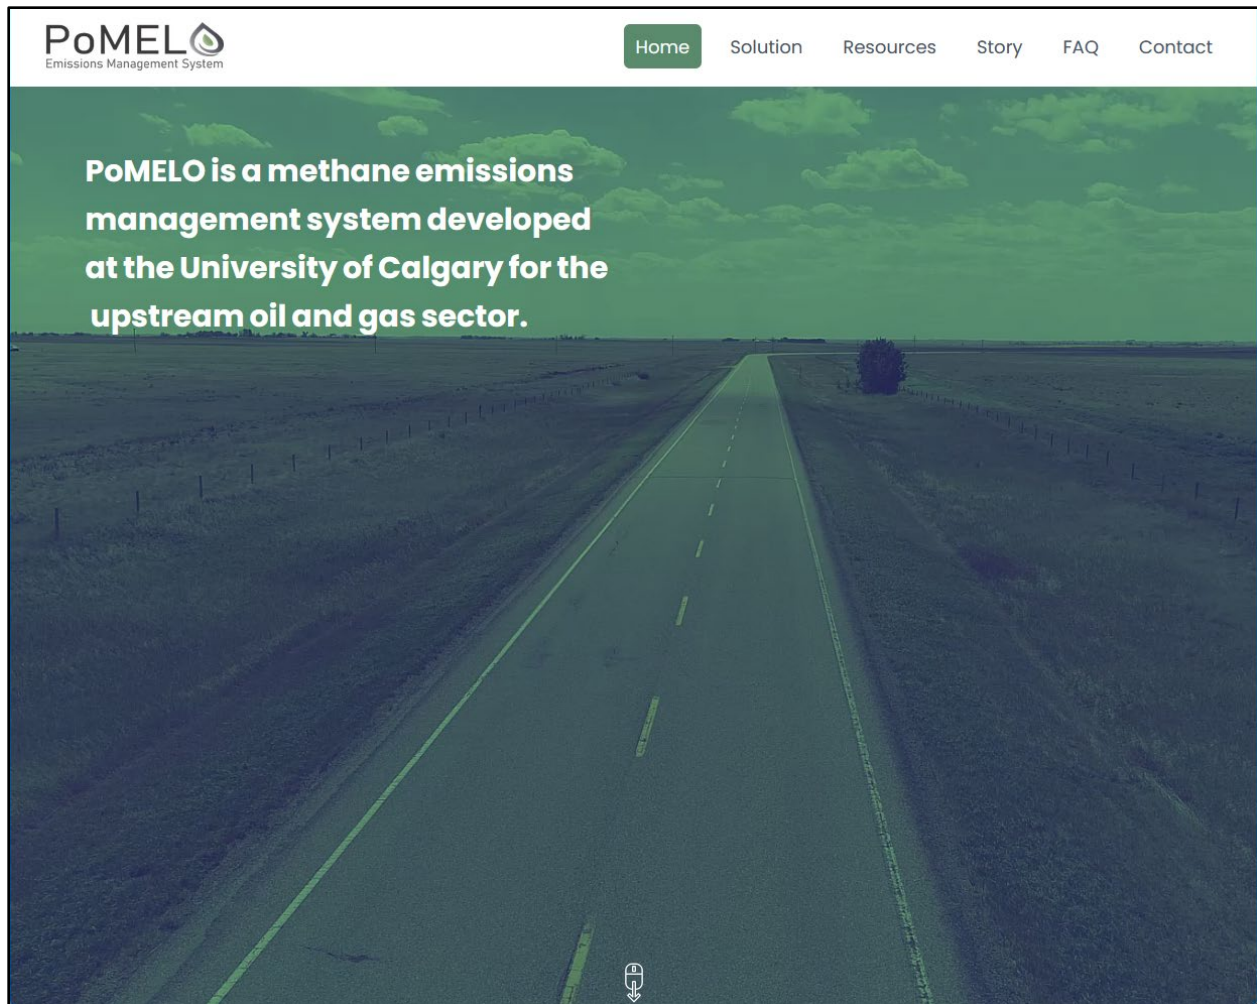 PoMELO
Emissions Management System
Home Solution Resources Story FAQ Contact
PoMELO is a methane emissions
management system developed
at the University of Calgary for the
upstream oil and gas sector.